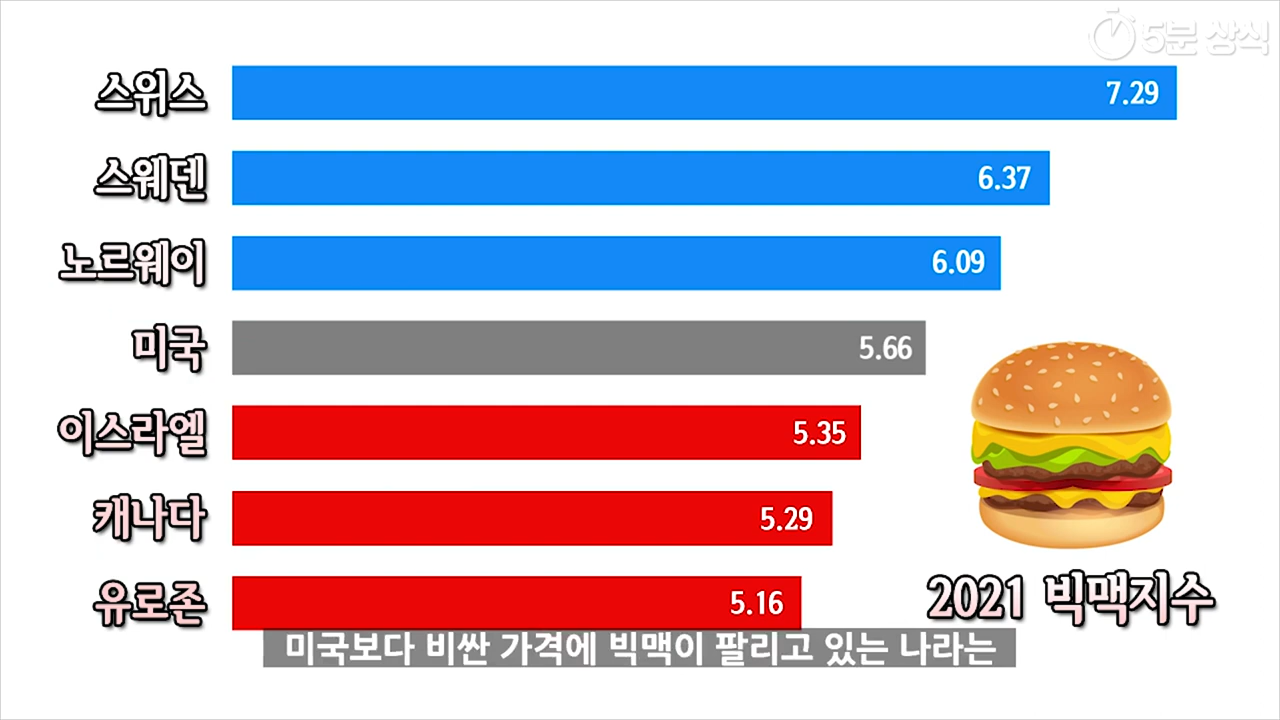 5분 상식
스위스 7.29
스웨덴 6.37
노르웨이 6.09
미국 5.66
이스라엘 5.35
캐나다 5.29
유로존 5.16
2021 빅맥지수
미국보다 비싼 가격에 빅맥이 팔리고 있는 나라는